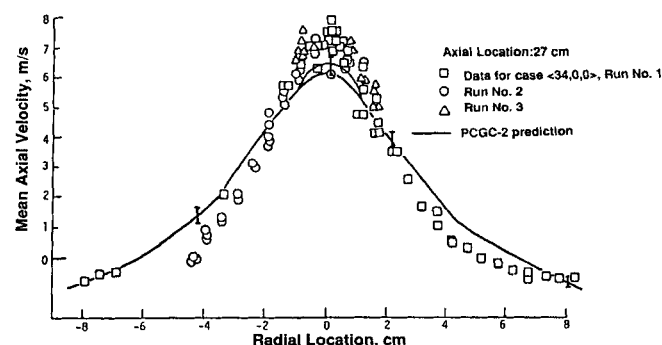 8
7
6
5
4
3
2
1
0
Mean Axial Velocity, m/s
Axial Location:27 cm
Data for case <34,0,0>, Run No. 1
Run No. 2
Run No. 3
PCGC-2 prediction
-8 -6 -4 -2 0 2 4 6 8
Radial Location, cm